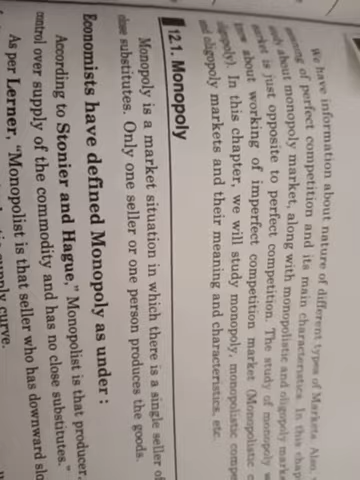 We have information about nature of different types of Markets. Also,
of perfect competition and its main characteristics. In this chap
about monopoly market, along with monopolistic and oligopoly mark
is just opposite to perfect competition. The study of monopoly
about working of imperfect competition market (Monopolistic
In this chapter, we will study monopoly, monopolistic compe
oligopoly markets and their meaning and characteristics, etc.
12.1. Monopoly
Monopoly is a market situation in which there is a single seller of
close substitutes. Only one seller or one person produces the goods.
Economists have defined Monopoly as under :
According to Stonier and Hague," Monopolist is that producer,
control over supply of the commodity and has no close substitutes."
As per Lerner, "Monopolist is that seller who has downward slo
supply curve.